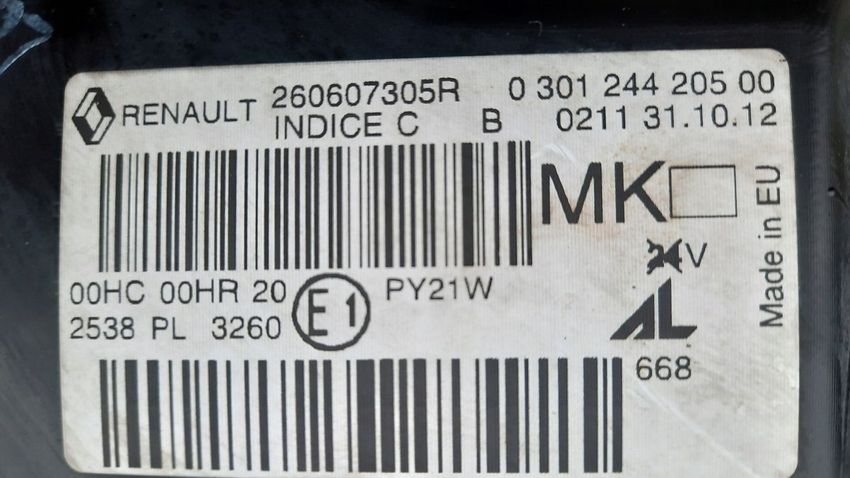 RENAULT 260607305R 0 301 244 205 00
INDICE C B 0211 31.10.12
MK
Made in EU
V
00HC 00HR 20 E1 PY21W
2538 PL 3260
AL
668